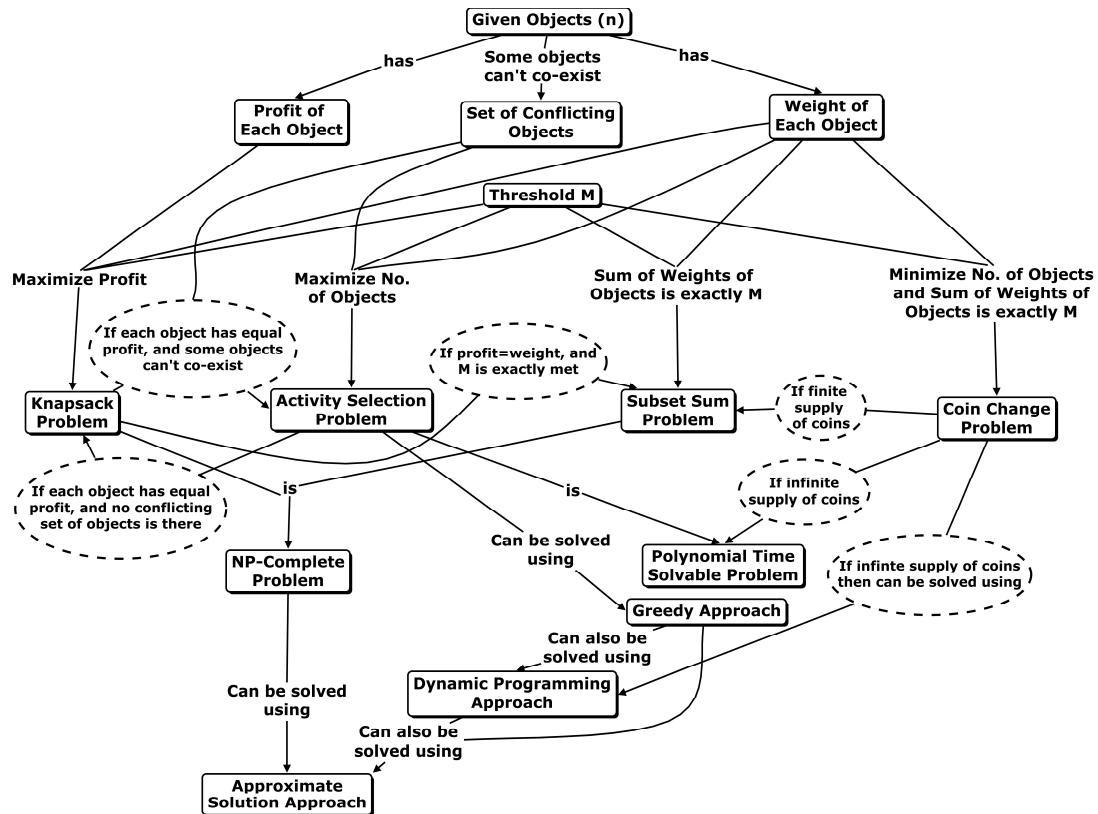 Given Objects (n)
has
Some objects
can't co-exist
has
Profit of
Each Object
Set of Conflicting
Objects
Weight of
Each Object
Threshold M
Maximize Profit
Maximize No.
of Objects
Sum of Weights of
Objects is exactly M
Minimize No. of Objects
and Sum of Weights of
Objects is exactly M
If each object has equal
profit, and some objects
can't co-exist
If profit=weight, and
M is exactly met
Knapsack
Problem
Activity Selection
Problem
Subset Sum
Problem
If finite
supply
of coins
Coin Change
Problem
If each object has equal
profit, and no conflicting
set of objects is there
is
is
If infinite
supply of coins
Can be solved
using
NP-Complete
Problem
Polynomial Time
Solvable Problem
If infinte supply of coins
then can be solved using
Greedy Approach
Can also be
solved using
Dynamic Programming
Approach
Can be solved
using
Can also be
solved using
Approximate
Solution Approach